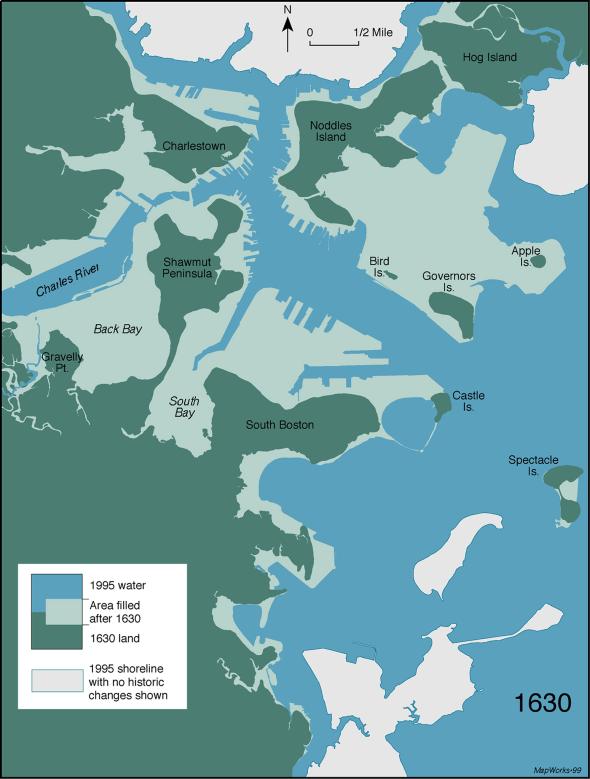 N
0 1/2 Mile
Hog Island
Noddles
Island
Charlestown
Shawmut
Peninsula
Bird
Is.
Apple
Is.
Governors
Is.
Charles River
Back Bay
Gravelly
Pt.
South
Bay
South Boston
Castle
Is.
Spectacle
Is.
1995 water
Area filled
after 1630
1630 land
1995 shoreline
with no historic
changes shown
1630
MapWorks•99